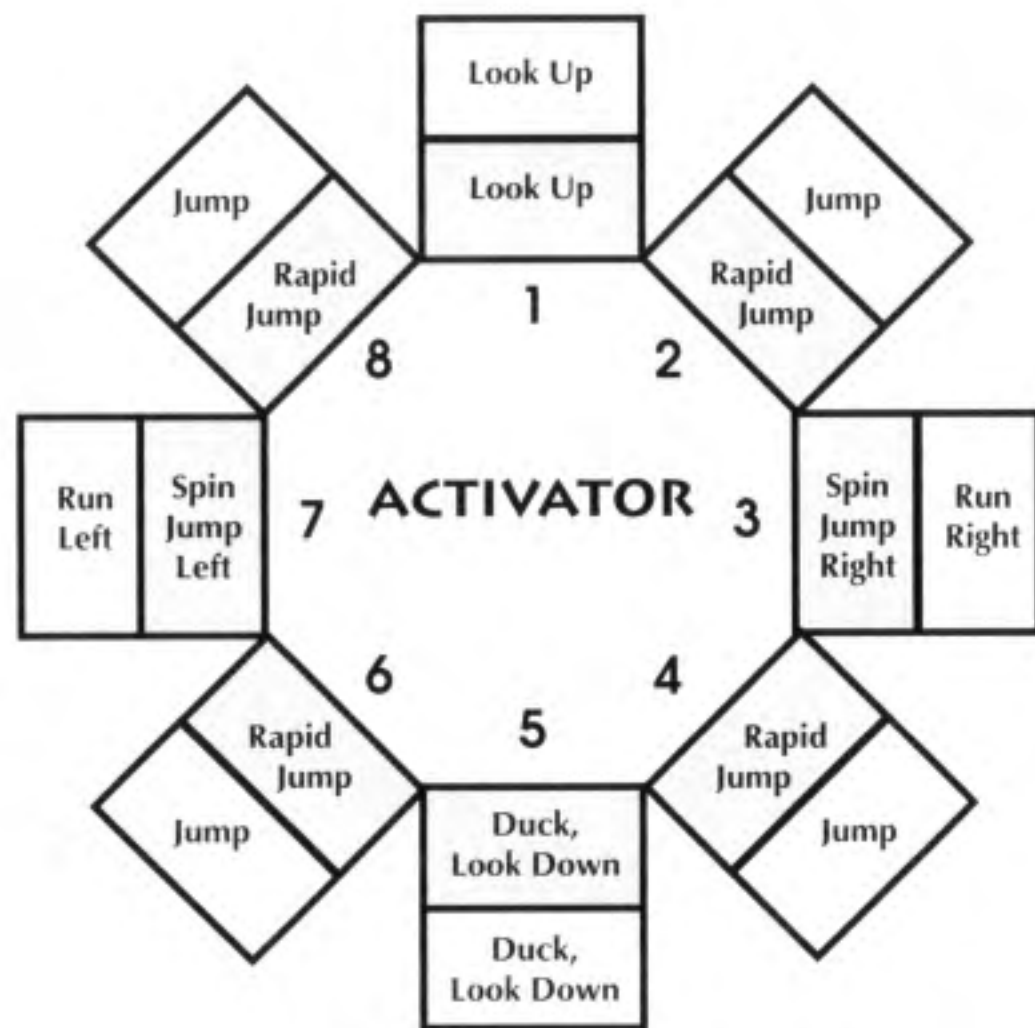 Look Up
Look Up
1
Jump
Rapid
Jump
8
Jump
Rapid
Jump
2
Run
Left
Spin
Jump
Left
7
ACTIVATOR
3
Spin
Jump
Right
Run
Right
6
Rapid
Jump
Jump
5
Duck,
Look Down
Duck,
Look Down
4
Rapid
Jump
Jump